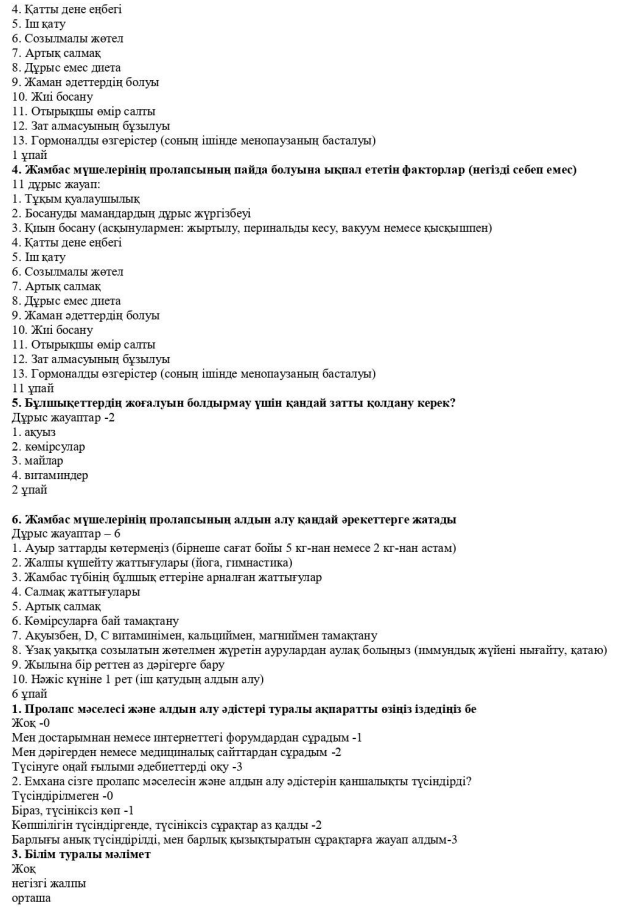 4. Қатты дене еңбегі
5. Іш қату
6. Созылмалы жөтел
7. Артық салмақ
8. Дұрыс емес диета
9. Жаман әдеттердің болуы
10. Жиі босану
11. Отырықшы өмір салты
12. Зат алмасуының бұзылуы
13. Гормоналды өзгерістер (соның ішінде менопаузаның басталуы)
1 ұпай
4. Жамбас мүшелерінің пролапсының пайда болуына ықпал ететін факторлар (негізді себеп емес)
11 дұрыс жауап:
1. Тұқым қуалаушылық
2. Босануды мамандардың дұрыс жүргізбеуі
3. Қиын босану (асқынулармен: жыртылу, перинальды кесу, вакуум немесе қысқышпен)
4. Қатты дене еңбегі
5. Іш қату
6. Созылмалы жөтел
7. Артық салмақ
8. Дұрыс емес диета
9. Жаман әдеттердің болуы
10. Жиі босану
11. Отырықшы өмір салты
12. Зат алмасуының бұзылуы
13. Гормоналды өзгерістер (соның ішінде менопаузаның басталуы)
11 ұпай
5. Бұлшықеттердің жоғалуын болдырмау үшін қандай затты қолдану керек?
Дұрыс жауаптар -2
1. ақуыз
2. көмірсулар
3. майлар
4. витаминдер
2 ұпай
6. Жамбас мүшелерінің пролапсының алдын алу қандай әрекеттерге жатады
Дұрыс жауаптар – 6
1. Ауыр заттарды көтермеңіз (бірнеше сағат бойы 5 кг-нан немесе 2 кг-нан астам)
2. Жалпы күшейту жаттығулары (йога, гимнастика)
3. Жамбас түбінің бұлшық еттеріне арналған жаттығулар
4. Салмақ жаттығулары
5. Артық салмақ
6. Көмірсуларға бай тамақтану
7. Ақуызбен, D, C витаминімен, кальциймен, магниймен тамақтану
8. Ұзақ уақытқа созылатын жөтелмен жүретін аурулардан аулақ болыңыз (иммундық жүйені нығайту, қатаю)
9. Жылына бір реттен аз дәрігерге бару
10. Нәжіс күніне 1 рет (іш қатудың алдын алу)
6 ұпай
1. Пролапс мәселесі және алдын алу әдістері туралы ақпаратты өзіңіз іздедіңіз бе
Жоқ -0
Мен достарымнан немесе интернеттегі форумдардан сұрадым -1
Мен дәрігерден немесе медициналық сайттардан сұрадым -2
Түсінуге оңай ғылыми әдебиеттерді оқу -3
2. Емхана сізге пролапс мәселесін және алдын алу әдістерін қаншалықты түсіндірді?
Түсіндірілмеген -0
Біраз, түсініксіз көп -1
Көпшілігін түсіндіргенде, түсініксіз сұрақтар аз қалды -2
Барлығы анық түсіндірілді, мен барлық қызықтыратын сұрақтарға жауап алдым-3
3. Білім туралы мәлімет
Жоқ
негізгі жалпы
орташа